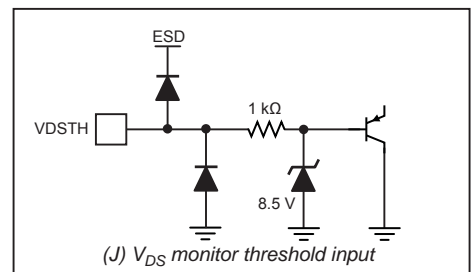 ESD
1 kΩ
VDSTH
8.5 V
(J) VDS monitor threshold input